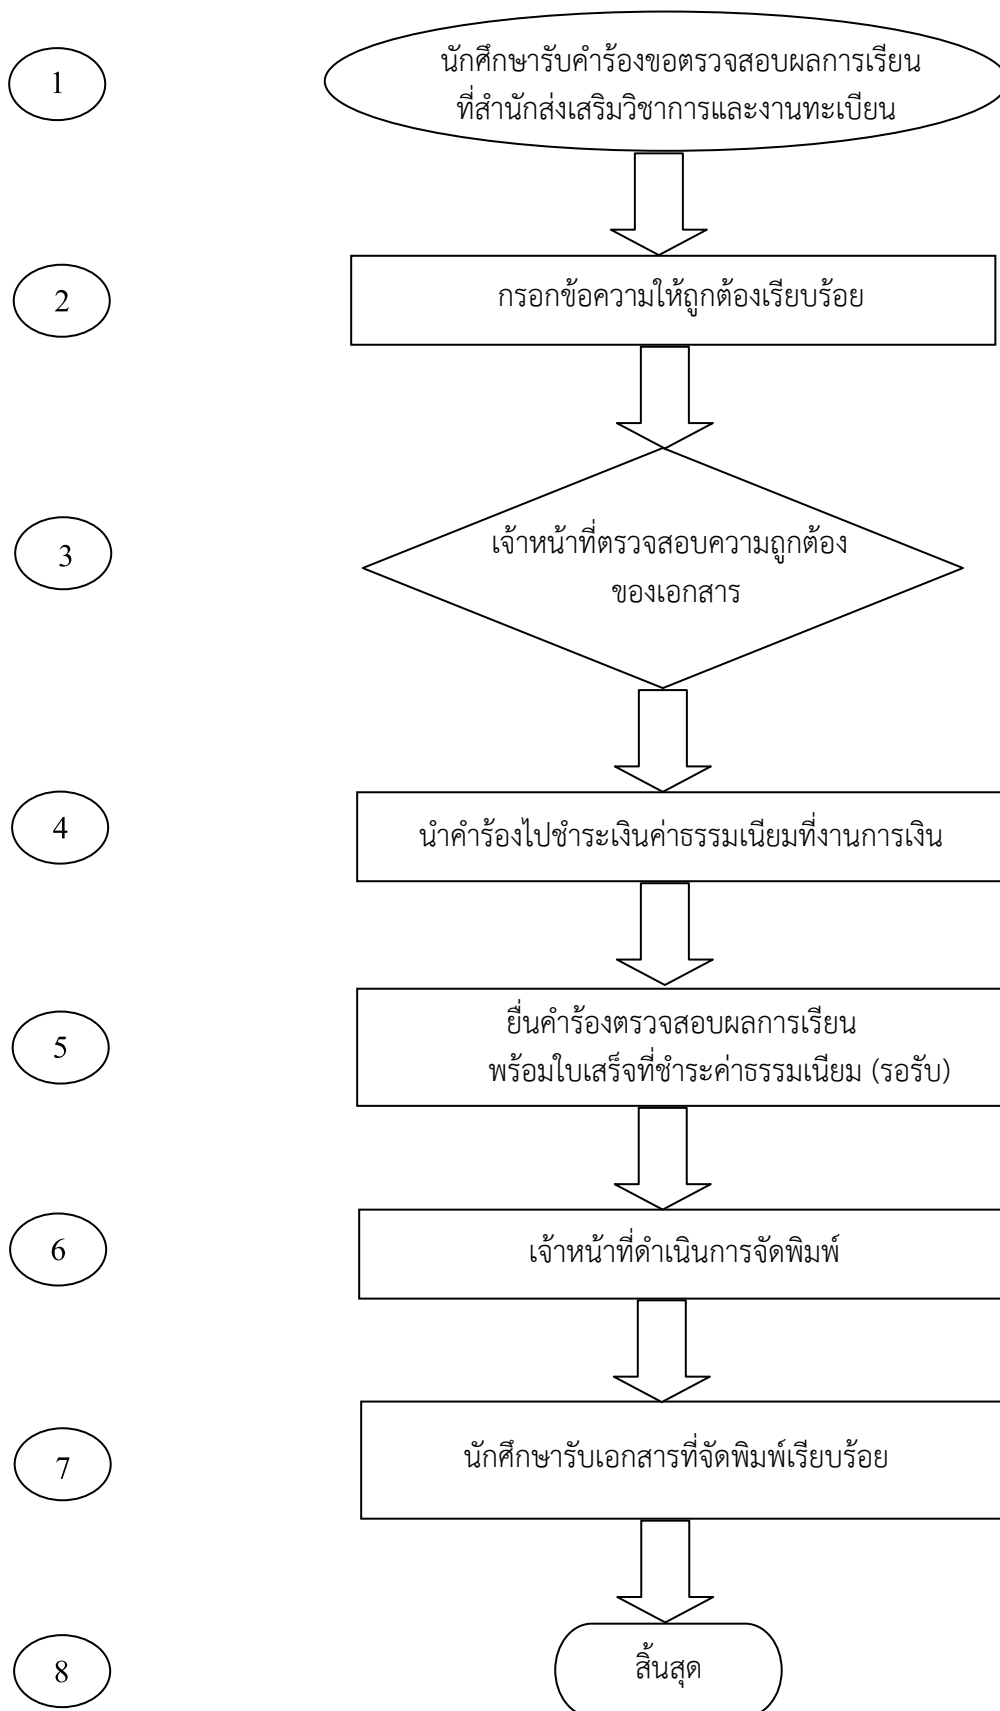 1
นักศึกษารับคำร้องขอตรวจสอบผลการเรียน
ที่สำนักส่งเสริมวิชาการและงานทะเบียน
2
กรอกข้อความให้ถูกต้องเรียบร้อย
3
เจ้าหน้าที่ตรวจสอบความถูกต้อง
ของเอกสาร
4
นำคำร้องไปชำระเงินค่าธรรมเนียมที่งานการเงิน
5
ยื่นคำร้องตรวจสอบผลการเรียน
พร้อมใบเสร็จที่ชำระค่าธรรมเนียม (รอรับ)
6
เจ้าหน้าที่ดำเนินการจัดพิมพ์
7
นักศึกษารับเอกสารที่จัดพิมพ์เรียบร้อย
8
สิ้นสุด